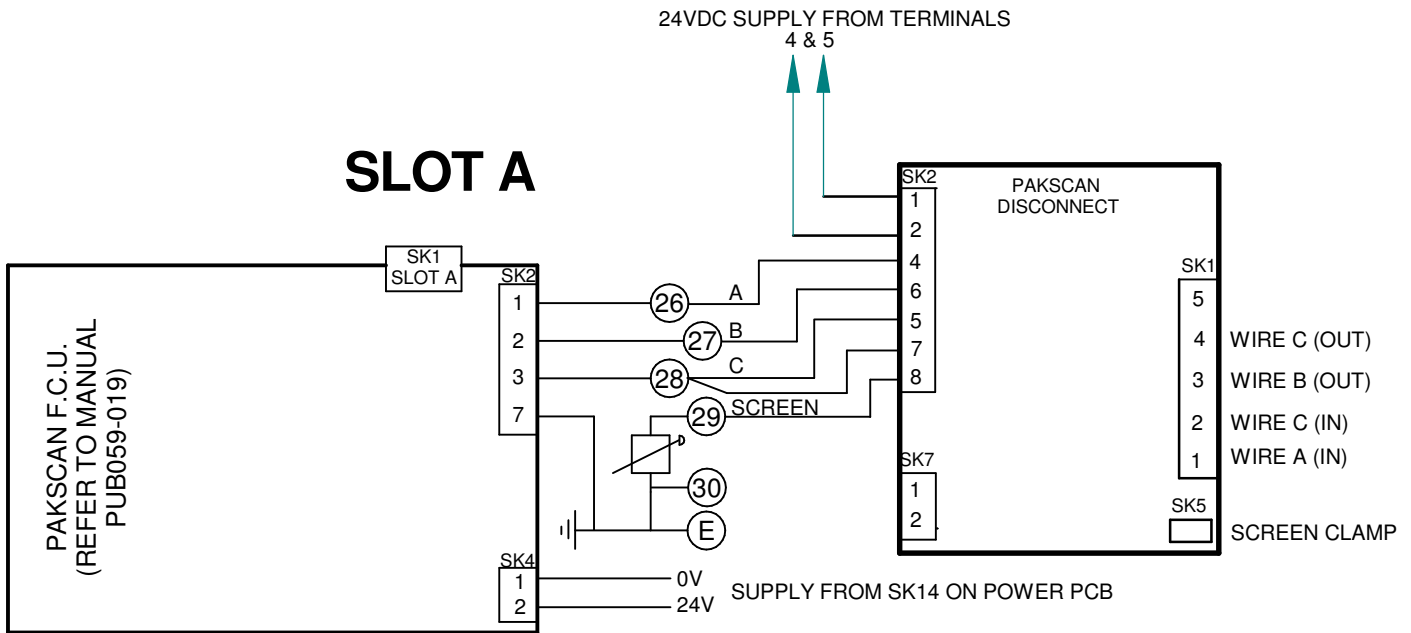 24VDC SUPPLY FROM TERMINALS
4 & 5
SLOT A
SK1
SLOT A
SK2
1
2
3
7
SK4
1
2
PAKSCAN F.C.U.
(REFER TO MANUAL
PUB059-019)
26
A
27
B
28
C
29
SCREEN
30
E
0V
24V
SUPPLY FROM SK14 ON POWER PCB
PAKSCAN
DISCONNECT
SK2
1
2
4
6
5
7
8
SK7
1
2
SK1
5
4 WIRE C (OUT)
3 WIRE B (OUT)
2 WIRE C (IN)
1 WIRE A (IN)
SK5
SCREEN CLAMP